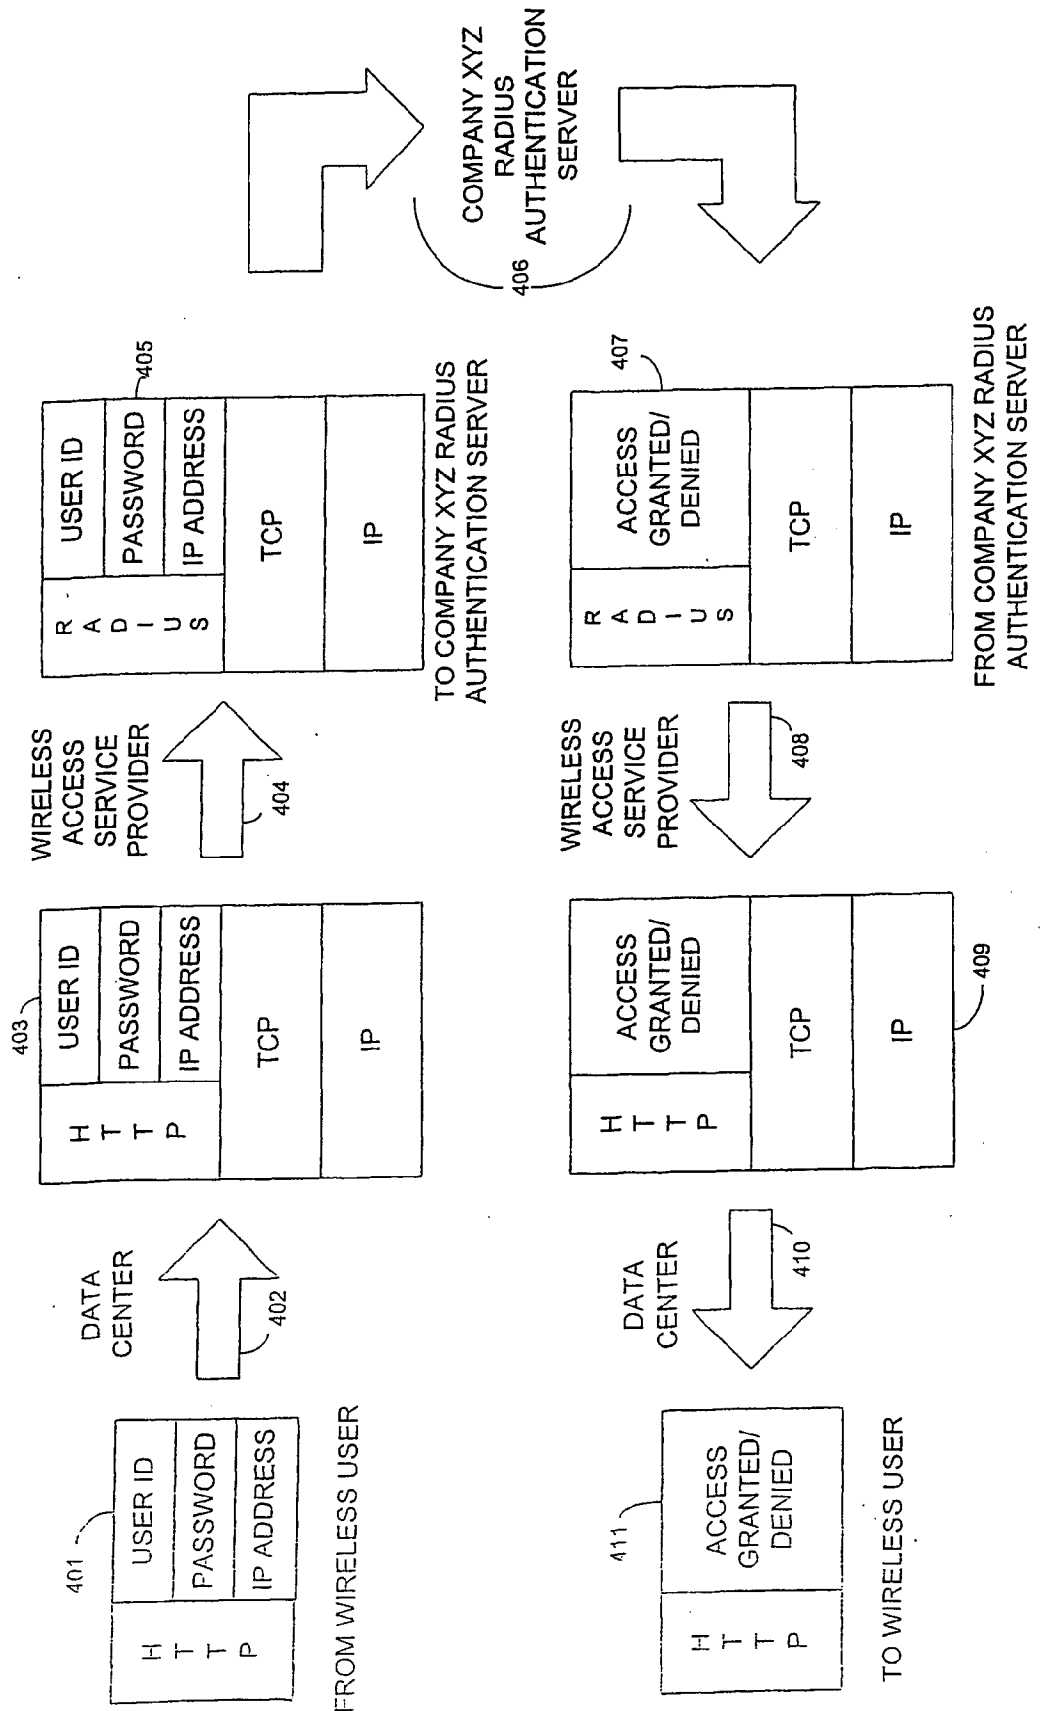 401
USER ID
PASSWORD
IP ADDRESS
H
T
T
P
FROM WIRELESS USER
DATA
CENTER
402
403
USER ID
PASSWORD
IP ADDRESS
H
T
T
P
TCP
IP
WIRELESS
ACCESS
SERVICE
PROVIDER
404
405
USER ID
PASSWORD
IP ADDRESS
R
A
D
I
U
S
TCP
IP
TO COMPANY XYZ RADIUS
AUTHENTICATION SERVER
COMPANY XYZ
RADIUS
AUTHENTICATION
SERVER
406
407
ACCESS
GRANTED/
DENIED
R
A
D
I
U
S
TCP
IP
FROM COMPANY XYZ RADIUS
AUTHENTICATION SERVER
WIRELESS
ACCESS
SERVICE
PROVIDER
408
ACCESS
GRANTED/
DENIED
H
T
T
P
TCP
IP
409
DATA
CENTER
410
411
ACCESS
GRANTED/
DENIED
H
T
T
P
TO WIRELESS USER